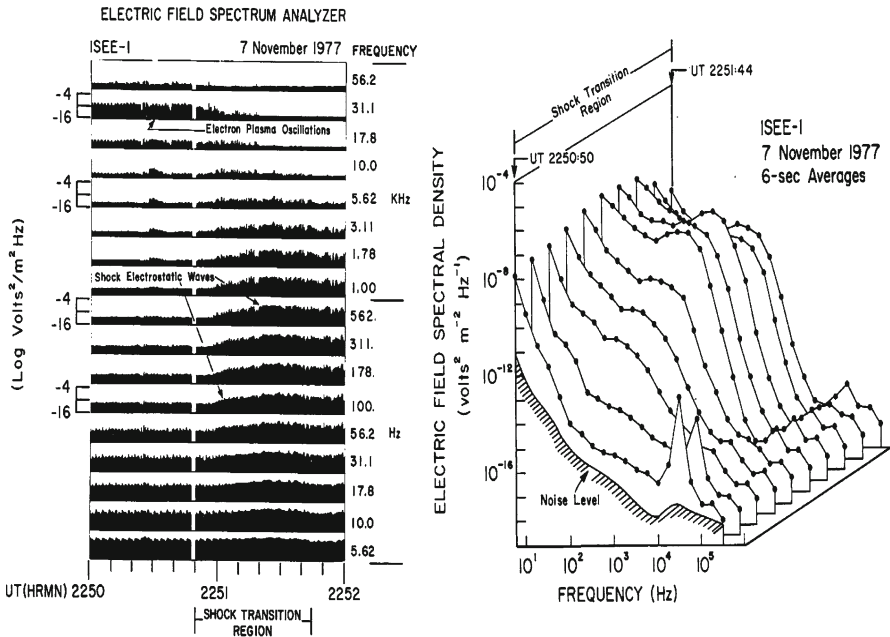 ELECTRIC FIELD SPECTRUM ANALYZER
ISEE-1 7 November 1977 FREQUENCY
56.2
-4
31.1
-16
Electron Plasma Oscillations
17.8
10.0
-4
5.62 KHz
-16
3.11
1.78
Shock Electrostatic Waves
1.00
-4
562.
-16
311.
178.
-4
100.
-16
56.2 Hz
31.1
17.8
10.0
5.62
(Log Volts²/m² Hz)
UT(HRMN) 2250 2251 2252
SHOCK TRANSITION
REGION
Shock Transition
Region
UT 2251:44
UT 2250:50
ISEE-1
7 November 1977
6-sec Averages
ELECTRIC FIELD SPECTRAL DENSITY
(volts² m⁻² Hz⁻¹)
10⁻⁴
10⁻⁸
10⁻¹²
10⁻¹⁶
Noise Level
10¹ 10² 10³ 10⁴ 10⁵
FREQUENCY (Hz)